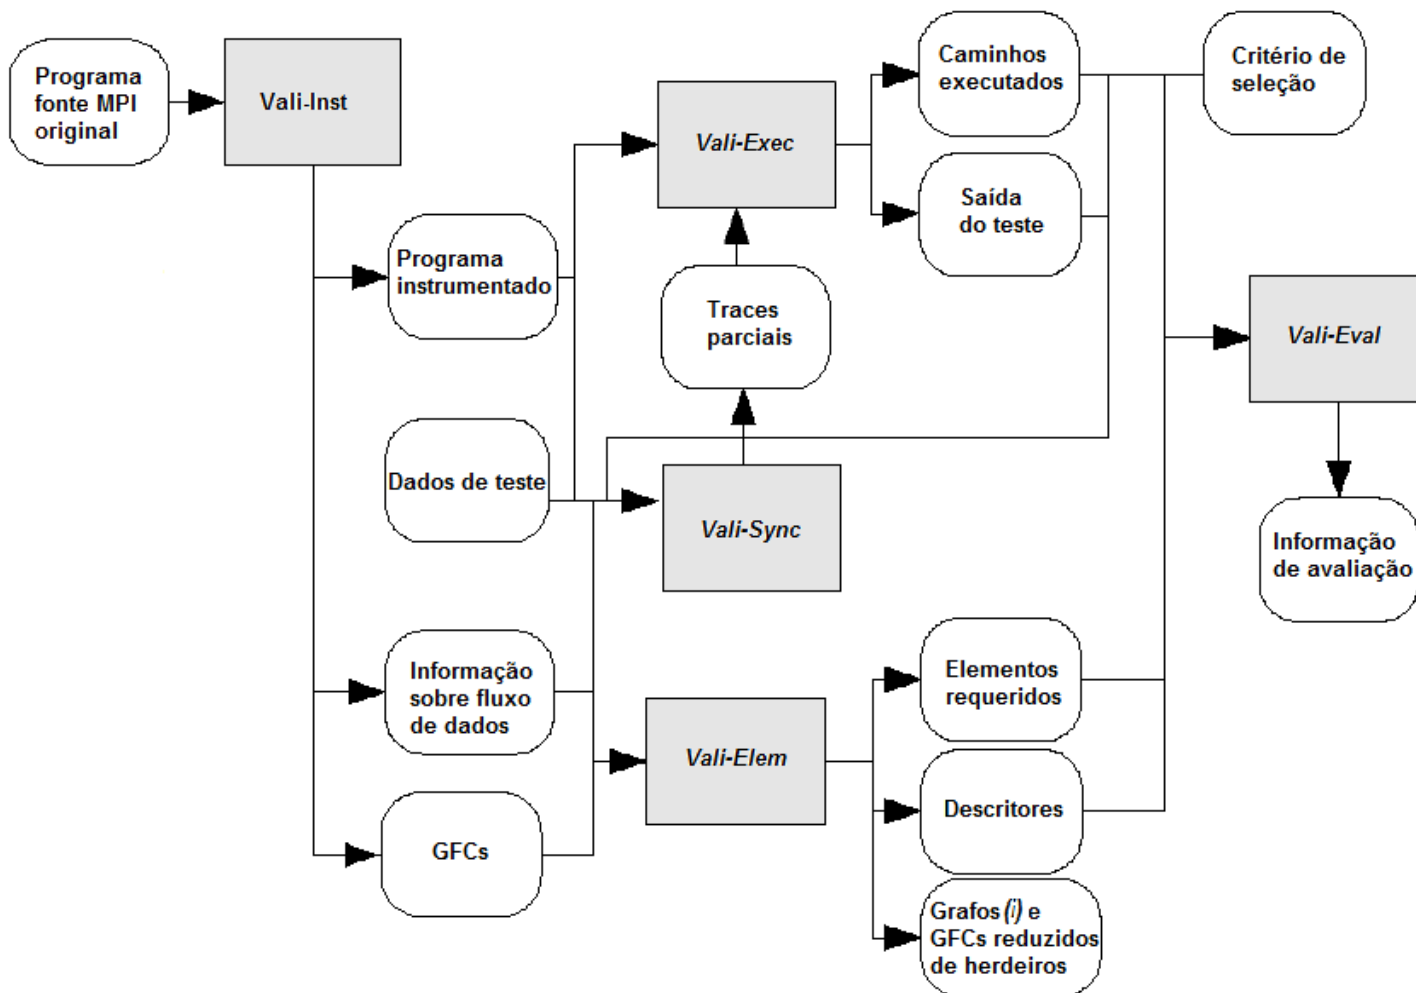 Programa
fonte MPI
original
Vali-Inst
Vali-Exec
Caminhos
executados
Critério de
seleção
Saída
do teste
Programa
instrumentado
Traces
parciais
Vali-Eval
Dados de teste
Vali-Sync
Informação
de avaliação
Informação
sobre fluxo
de dados
Vali-Elem
Elementos
requeridos
Descritores
GFCs
Grafos(i) e
GFCs reduzidos
de herdeiros